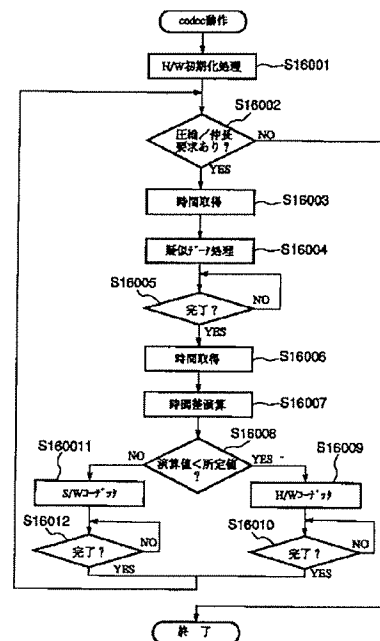 codec動作
H/W初期化処理
S16001
S16002
圧縮／伸長
要求あり？
NO
YES
時間取得
S16003
疑似ﾃﾞｰﾀ処理
S16004
S16005
完了？
NO
YES
時間取得
S16006
時間差演算
S16007
S16008
演算値<所定値
？
NO
YES
S160011
S/Wｺｰﾃﾞｯｸ
S16009
H/Wｺｰﾃﾞｯｸ
S16012
完了？
NO
YES
S16010
完了？
NO
YES
終了